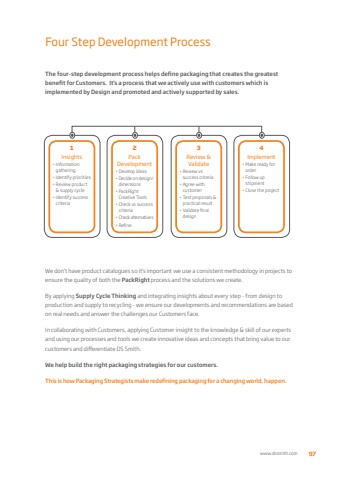 Four Step Development Process
The four-step development process helps define packaging that creates the greatest
benefit for Customers. It's a process that we actively use with customers which is
implemented by Design and promoted and actively supported by sales.
1
Insights
• Information
gathering
• Identify priorities
• Review product
& supply cycle
• Identify success
criteria
2
Pack
Development
• Develop ideas
• Decide on design/
dimensions
• PackRight
Creative Tools
• Check vs success
criteria
• Check alternatives
• Refine
3
Review &
Validate
• Review vs
success criteria
• Agree with
customer
• Test proposals &
practical result
• Validate final
design
4
Implement
• Make ready for
order
• Follow up
shipment
• Close the project
We don't have product catalogues so it's important we use a consistent methodology in projects to
ensure the quality of both the PackRight process and the solutions we create.
By applying Supply Cycle Thinking and integrating insights about every step - from design to
production and supply to recycling - we ensure our developments and recommendations are based
on real needs and answer the challenges our Customers face.
In collaborating with Customers, applying Customer insight to the knowledge & skill of our experts
and using our processes and tools we create innovative ideas and concepts that bring value to our
customers and differentiate DS Smith.
We help build the right packaging strategies for our customers.
This is how Packaging Strategists make redefining packaging for a changing world, happen.
www.dssmith.com 97